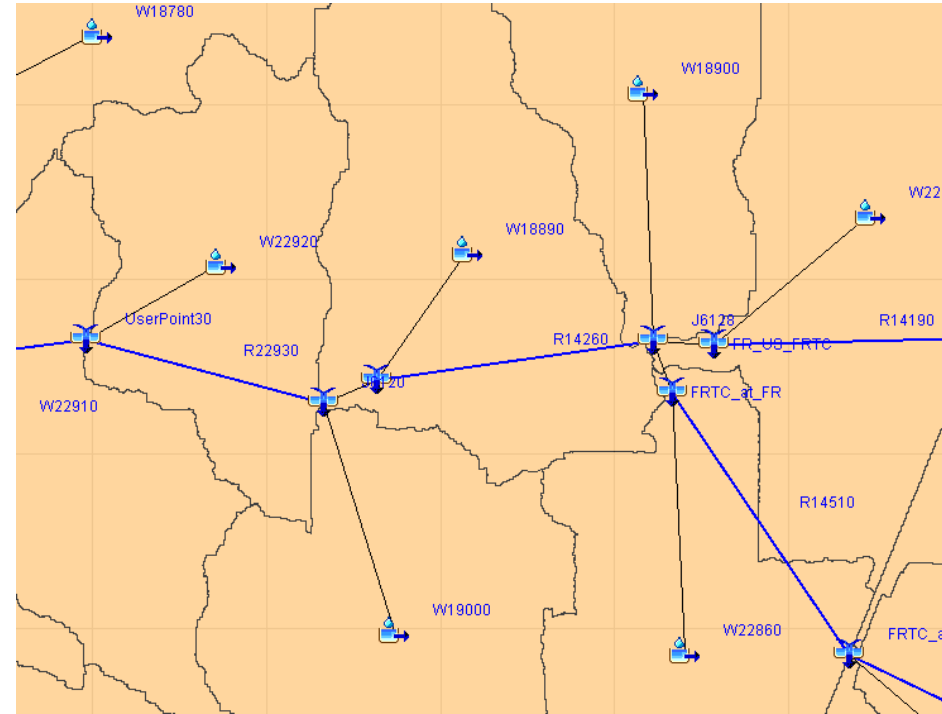 W18780
W18900
W22
W18890
W22920
UserPoint30
J6128
R14190
R14260
FR_US_FRTC
R22930
FRTC_at_FR
W22910
R14510
W19000
W22860
FRTC_a